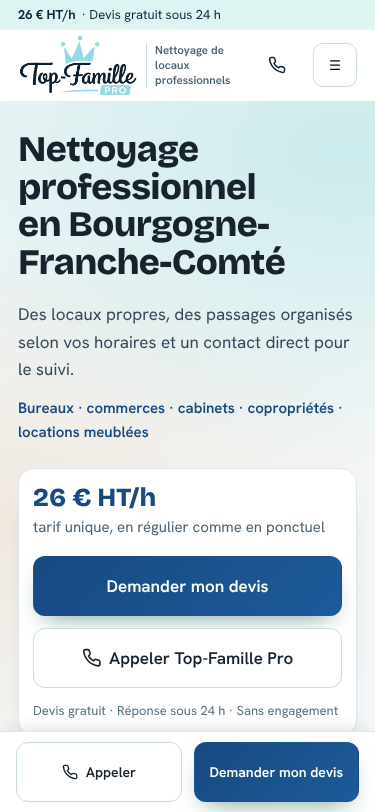 26 € HT/h · Devis gratuit sous 24 h
Top-Famille
PRO
Nettoyage de
locaux
professionnels
Nettoyage
professionnel
en Bourgogne-
Franche-Comté
Des locaux propres, des passages organisés
selon vos horaires et un contact direct pour
le suivi.
Bureaux · commerces · cabinets · copropriétés ·
locations meublées
26 € HT/h
tarif unique, en régulier comme en ponctuel
Demander mon devis
Appeler Top-Famille Pro
Devis gratuit · Réponse sous 24 h · Sans engagement
Appeler
Demander mon devis